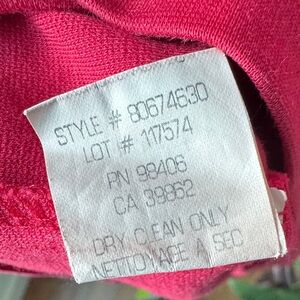 STYLE # 80674630
LOT # 117574
RN 98406
CA 39862
DRY CLEAN ONLY
NETTOYAGE A SEC